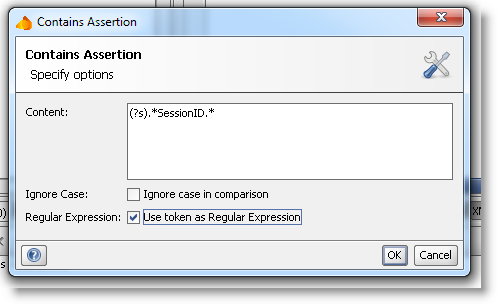 Contains Assertion
Contains Assertion
Specify options
Content:
(?s).*SessionID.*
Ignore Case:
Ignore case in comparison
Regular Expression:
Use token as Regular Expression
OK
Cancel